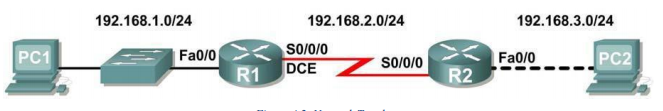 192.168.1.0/24 192.168.2.0/24 192.168.3.0/24
PC1 Fa0/0 R1 S0/0/0 DCE S0/0/0 R2 Fa0/0 PC2